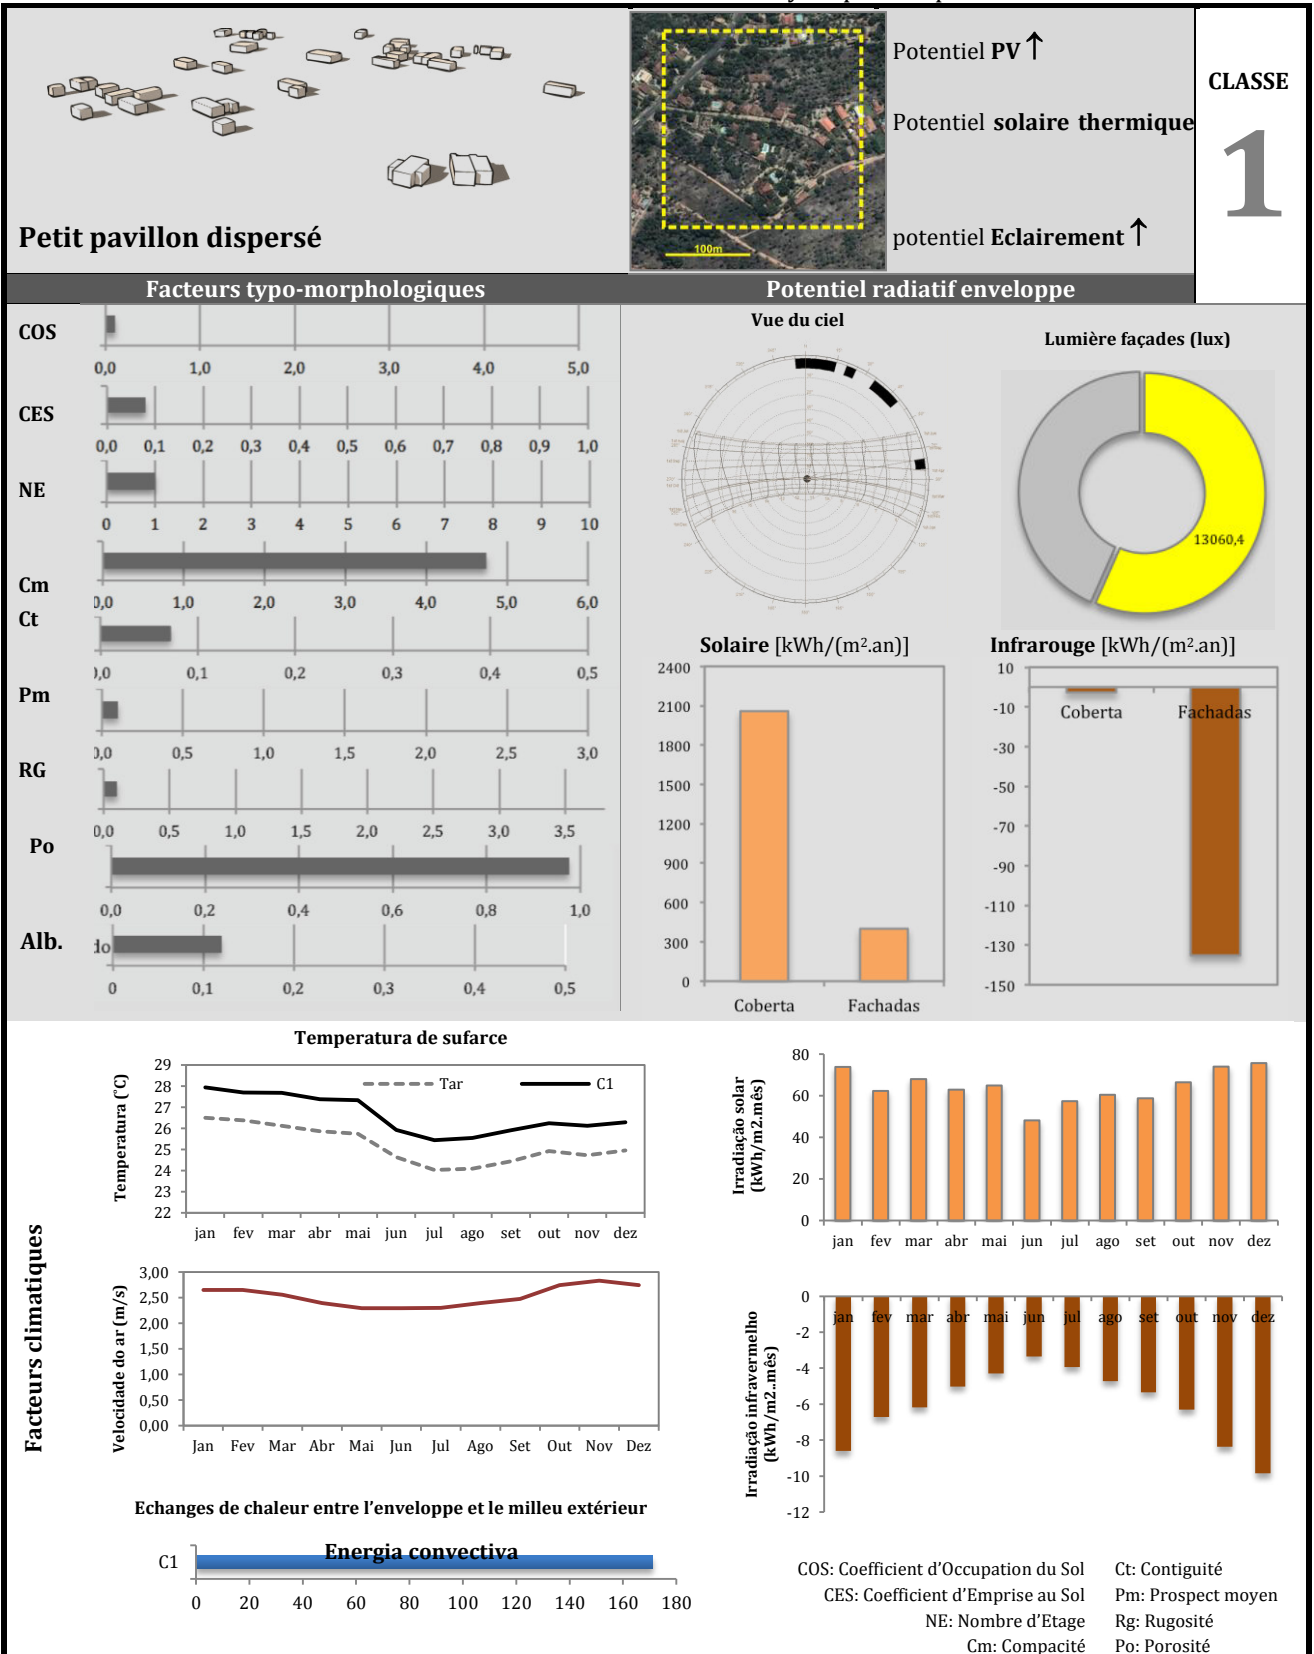 Potentiel PV ↑
CLASSE
Potentiel solaire thermique
1
100m
Petit pavillon dispersé
potentiel Eclairement ↑
Facteurs typo-morphologiques
Potentiel radiatif enveloppe
COS
0,0 1,0 2,0 3,0 4,0 5,0
CES
0,0 0,1 0,2 0,3 0,4 0,5 0,6 0,7 0,8 0,9 1,0
NE
0 1 2 3 4 5 6 7 8 9 10
Cm
0,0 1,0 2,0 3,0 4,0 5,0 6,0
Ct
0,0 0,1 0,2 0,3 0,4 0,5
Pm
0,0 0,5 1,0 1,5 2,0 2,5 3,0
RG
0,0 0,5 1,0 1,5 2,0 2,5 3,0 3,5
Po
0,0 0,2 0,4 0,6 0,8 1,0
Alb.
do
0 0,1 0,2 0,3 0,4 0,5
Vue du ciel
Lumière façades (lux)
13060,4
Solaire [kWh/(m².an)]
2400
2100
1800
1500
1200
900
600
300
0
Coberta Fachadas
Infrarouge [kWh/(m².an)]
10
-10
-30
-50
-70
-90
-110
-130
-150
Coberta Fachadas
Facteurs climatiques
Temperatura de sufarce
Temperatura (˚C)
29
28
27
26
25
24
23
22
Tar C1
jan fev mar abr mai jun jul ago set out nov dez
Irradiação solar
(kWh/m2.mês)
80
60
40
20
0
jan fev mar abr mai jun jul ago set out nov dez
Velocidade do ar (m/s)
3,00
2,50
2,00
1,50
1,00
0,50
0,00
Jan Fev Mar Abr Mai Jun Jul Ago Set Out Nov Dez
Irradiação infravermelho
(kWh/m2..mês)
0
-2
-4
-6
-8
-10
-12
jan fev mar abr mai jun jul ago set out nov dez
Echanges de chaleur entre l’enveloppe et le milleu extérieur
C1
Energia convectiva
0 20 40 60 80 100 120 140 160 180
COS: Coefficient d’Occupation du Sol Ct: Contiguité
CES: Coefficient d’Emprise au Sol Pm: Prospect moyen
NE: Nombre d’Etage Rg: Rugosité
Cm: Compacité Po: Porosité